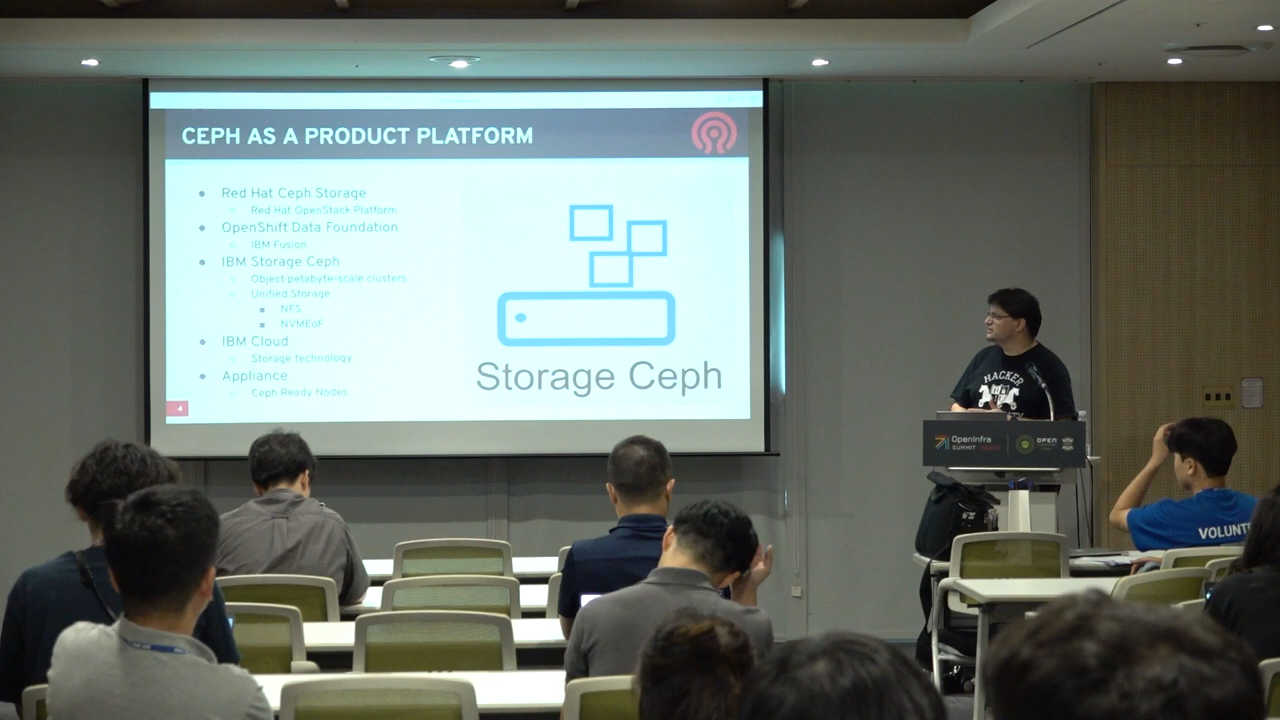 CEPH AS A PRODUCT PLATFORM
Red Hat Ceph Storage
Red Hat OpenStack Platform
OpenShift Data Foundation
IBM Fusion
IBM Storage Ceph
Object petabyte-scale clusters
Unified Storage
NFS
NVMEoF
IBM Cloud
Storage technology
Appliance
Ceph Ready Nodes
Storage Ceph
4
HACKER
OpenInfra
SUMMIT
OPEN
VOLUNT